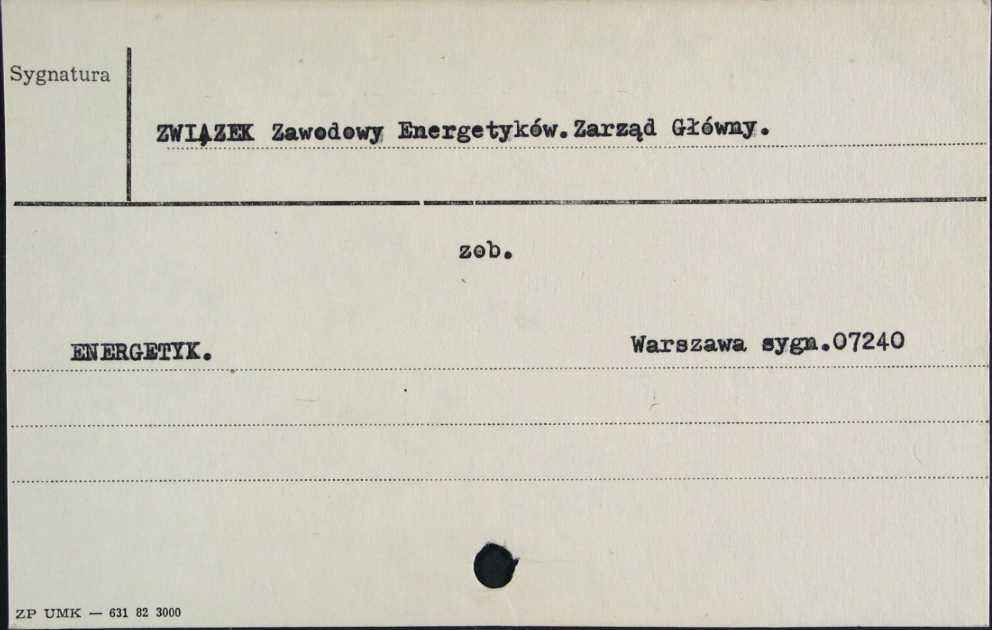 Sygnatura
ZWIĄZEK Zawodowy Energetyków.Zarząd Główny.
zob.
ENERGETYK. Warszawa sygn.07240
ZP UMK — 631 82 3000